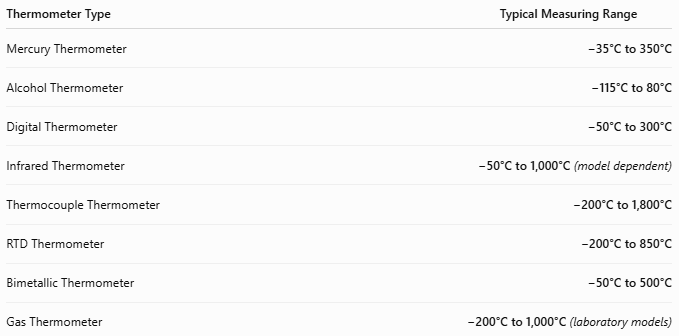 Thermometer Type Typical Measuring Range
Mercury Thermometer −35°C to 350°C
Alcohol Thermometer −115°C to 80°C
Digital Thermometer −50°C to 300°C
Infrared Thermometer −50°C to 1,000°C (model dependent)
Thermocouple Thermometer −200°C to 1,800°C
RTD Thermometer −200°C to 850°C
Bimetallic Thermometer −50°C to 500°C
Gas Thermometer −200°C to 1,000°C (laboratory models)